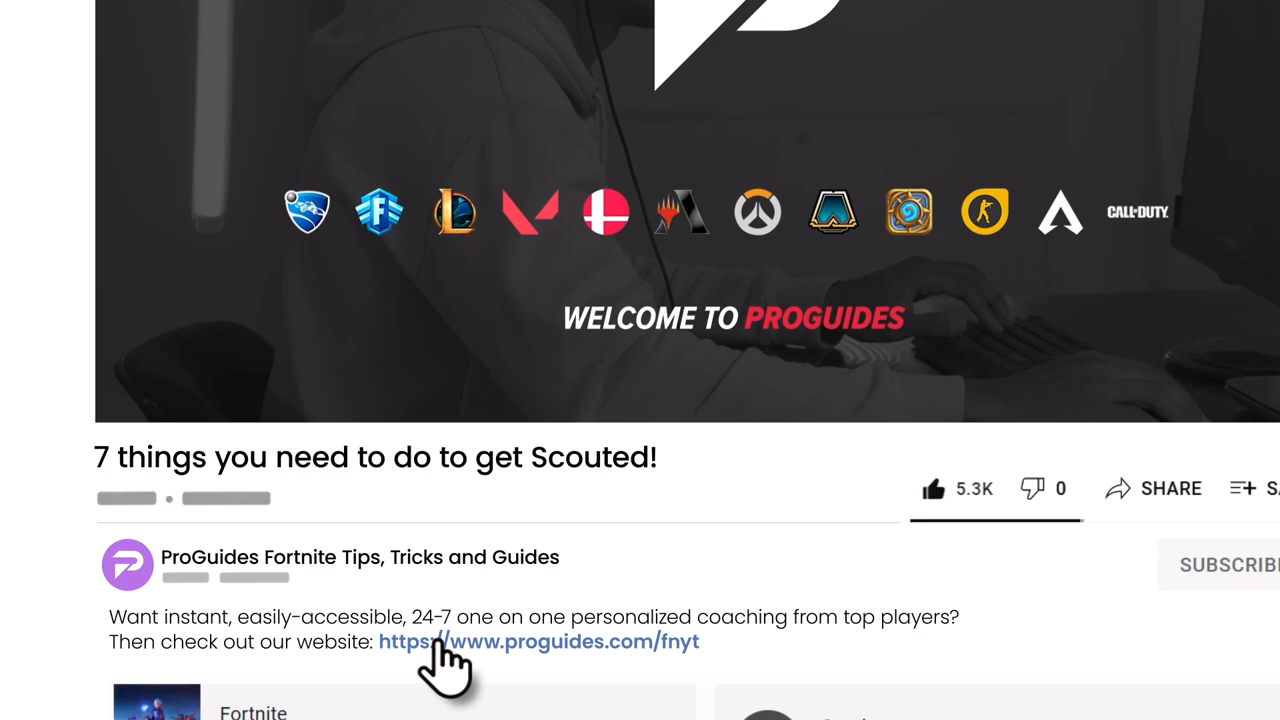 CALL OF DUTY
WELCOME TO PROGUIDES
7 things you need to do to get Scouted!
5.3K 0 SHARE
ProGuides Fortnite Tips, Tricks and Guides
SUBSCRIBE
Want instant, easily-accessible, 24-7 one on one personalized coaching from top players?
Then check out our website: https://www.proguides.com/fnyt
Fortnite